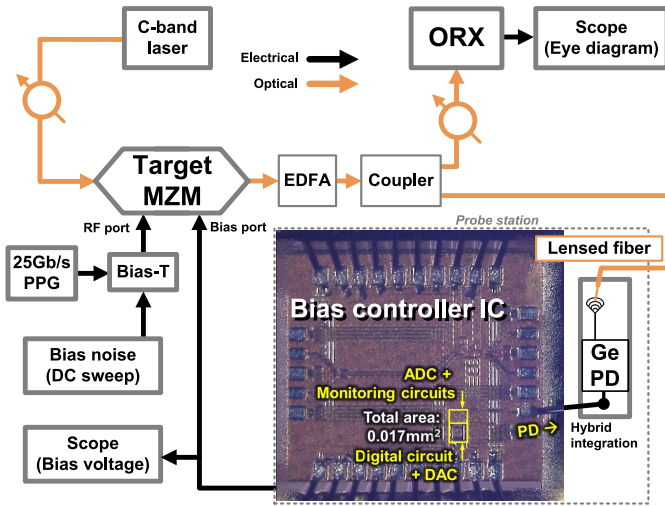 C-band
laser
Electrical
Optical
ORX
Scope
(Eye diagram)
Target
MZM
EDFA
Coupler
RF port
Bias port
Probe station
25Gb/s
PPG
Bias-T
Lensed fiber
Bias controller IC
Bias noise
(DC sweep)
Ge
PD
ADC +
Monitoring circuits
Total area:
0.017mm²
PD →
Hybrid
integration
Digital circuit
+ DAC
Scope
(Bias voltage)